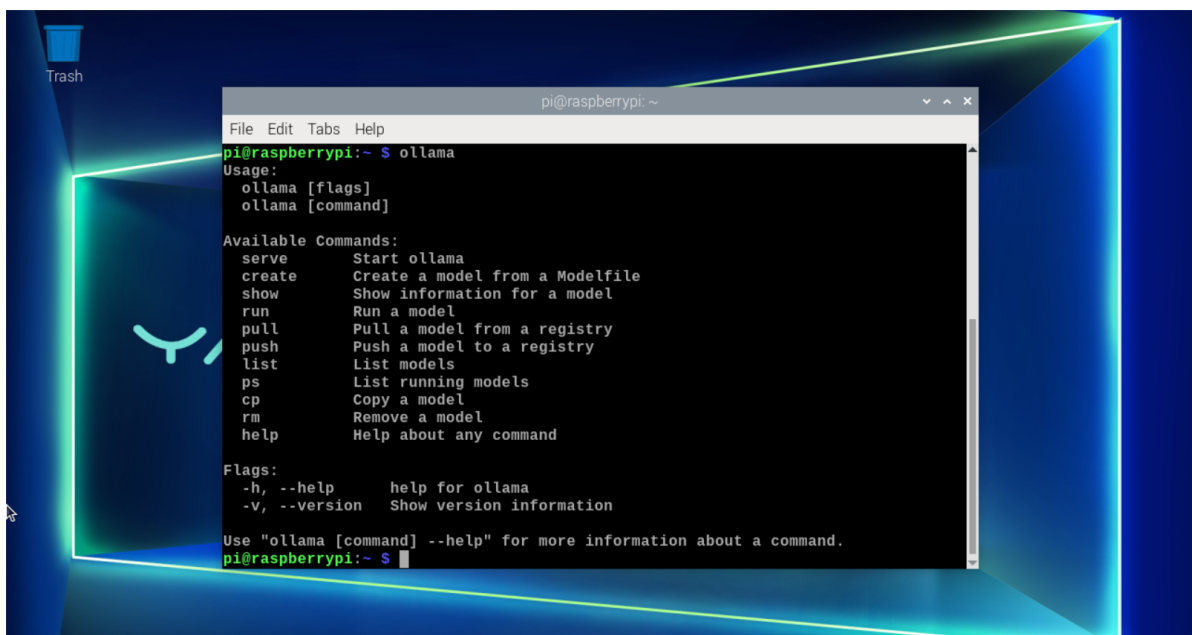 Trash
pi@raspberrypi: ~
File Edit Tabs Help
pi@raspberrypi:~ $ ollama
Usage:
  ollama [flags]
  ollama [command]

Available Commands:
  serve       Start ollama
  create      Create a model from a Modelfile
  show        Show information for a model
  run         Run a model
  pull        Pull a model from a registry
  push        Push a model to a registry
  list        List models
  ps          List running models
  cp          Copy a model
  rm          Remove a model
  help        Help about any command

Flags:
  -h, --help      help for ollama
  -v, --version   Show version information

Use "ollama [command] --help" for more information about a command.
pi@raspberrypi:~ $